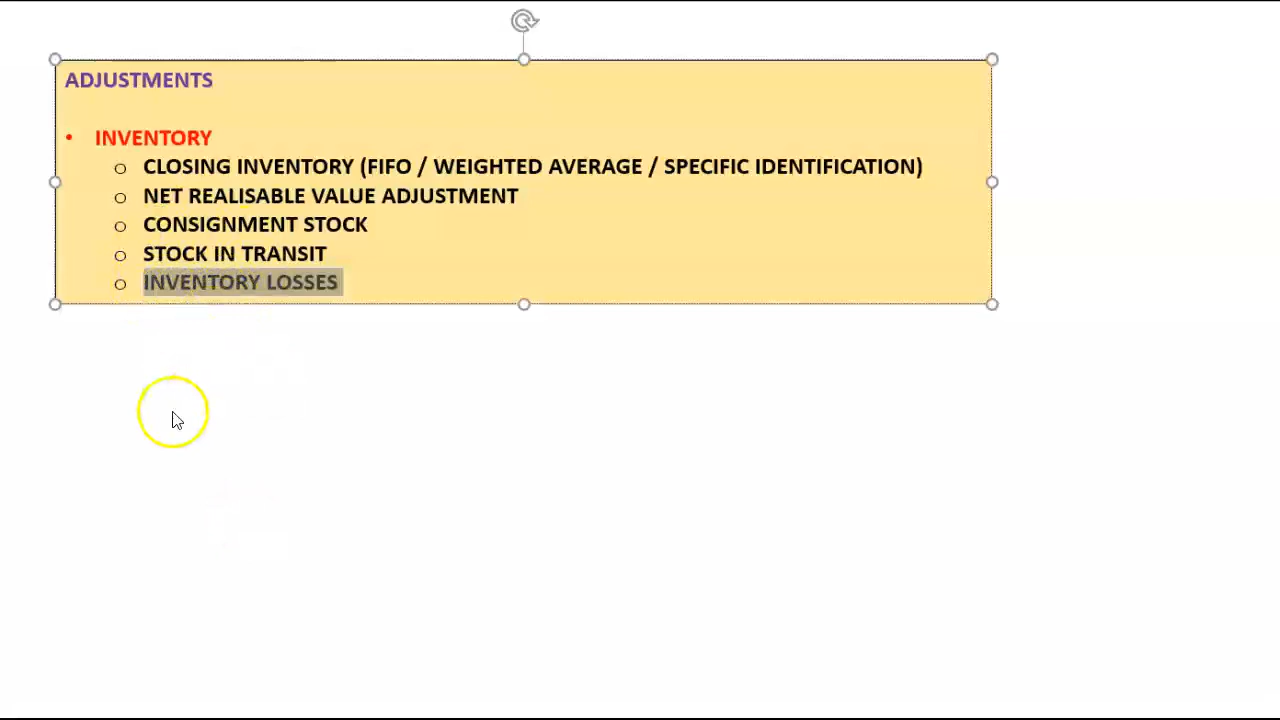 ADJUSTMENTS
• INVENTORY
o CLOSING INVENTORY (FIFO / WEIGHTED AVERAGE / SPECIFIC IDENTIFICATION)
o NET REALISABLE VALUE ADJUSTMENT
o CONSIGNMENT STOCK
o STOCK IN TRANSIT
o INVENTORY LOSSES